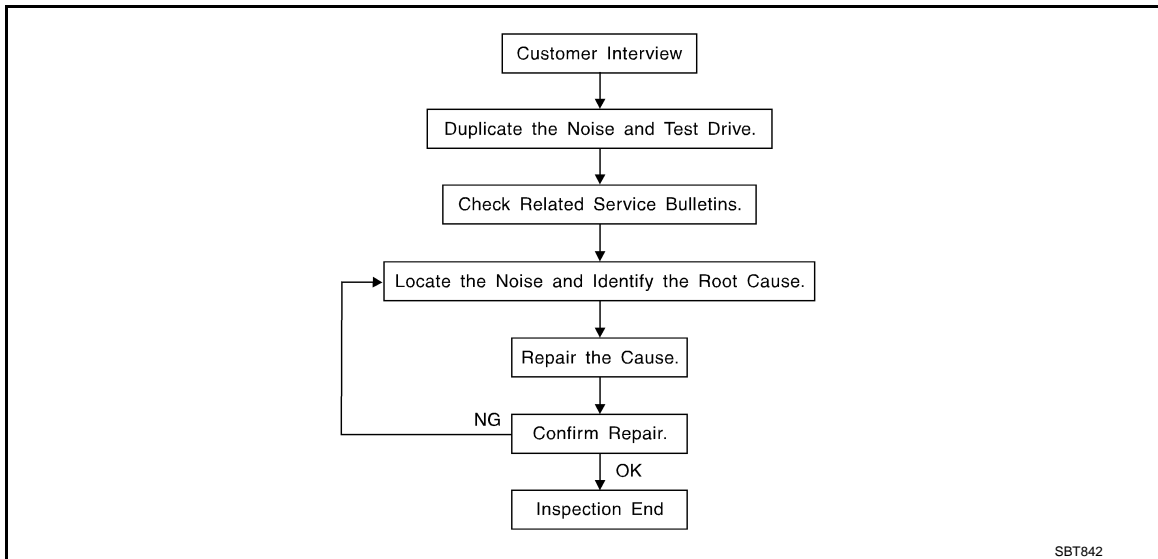 Customer Interview
Duplicate the Noise and Test Drive.
Check Related Service Bulletins.
Locate the Noise and Identify the Root Cause.
Repair the Cause.
NG
Confirm Repair.
OK
Inspection End
SBT842